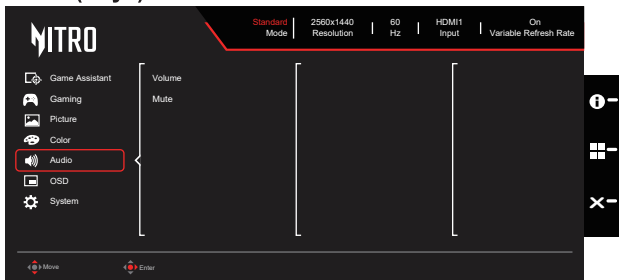 NITRO
Standard Mode
2560x1440 Resolution
60 Hz
HDMI1 Input
On Variable Refresh Rate
Game Assistant
Gaming
Picture
Color
Audio
OSD
System
Volume
Mute
Move
Enter